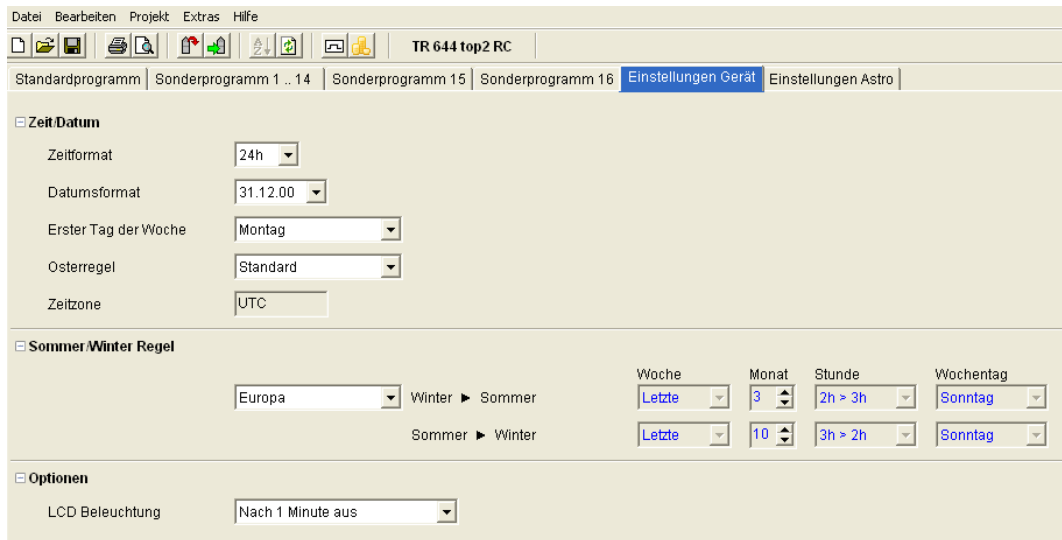 Datei Bearbeiten Projekt Extras Hilfe
TR 644 top2 RC
Standardprogramm Sonderprogramm 1 .. 14 Sonderprogramm 15 Sonderprogramm 16 Einstellungen Gerät Einstellungen Astro
Zeit/Datum
Zeitformat 24h
Datumsformat 31.12.00
Erster Tag der Woche Montag
Osterregel Standard
Zeitzone UTC
Sommer/Winter Regel
Woche Monat Stunde Wochentag
Europa Winter ► Sommer Letzte 3 2h > 3h Sonntag
Sommer ► Winter Letzte 10 3h > 2h Sonntag
Optionen
LCD Beleuchtung Nach 1 Minute aus